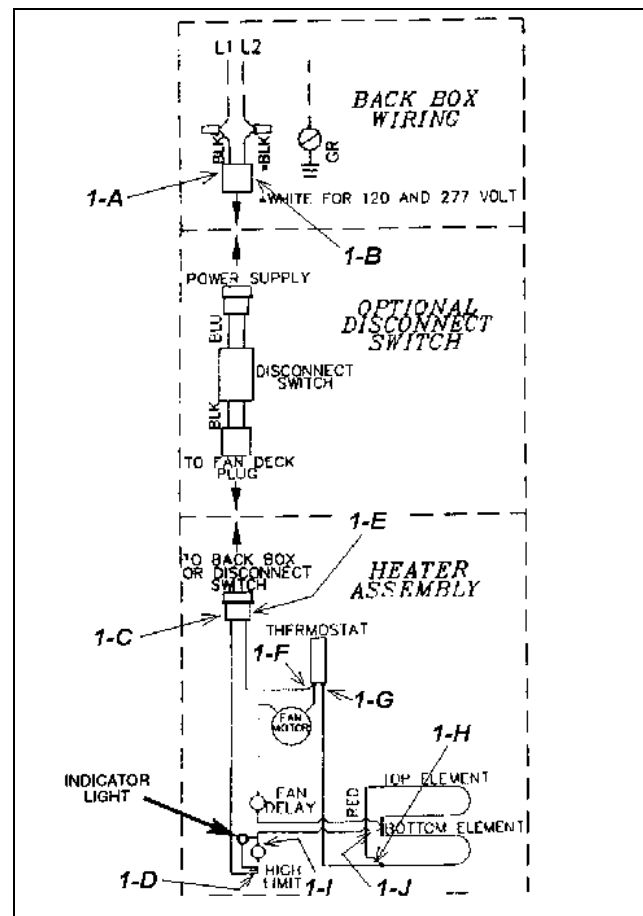 L1 L2
BACK BOX
WIRING
BLK
*BLK
GR
1-A
*WHITE FOR 120 AND 277 VOLT
1-B
POWER SUPPLY
OPTIONAL
DISCONNECT
SWITCH
BLU
DISCONNECT
SWITCH
BLK
TO FAN DECK
PLUG
1-E
TO BACK BOX
OR DISCONNECT
SWITCH
HEATER
ASSEMBLY
1-C
THERMOSTAT
1-F
1-G
FAN
MOTOR
1-H
INDICATOR
LIGHT
FAN
DELAY
RED
TOP ELEMENT
BOTTOM ELEMENT
HIGH
LIMIT
1-D
1-I
1-J